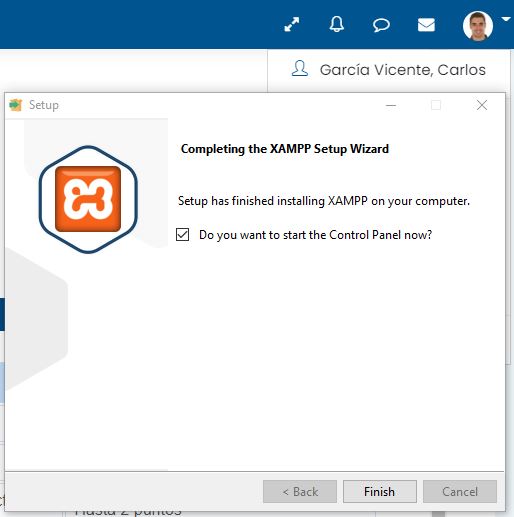 García Vicente, Carlos
Setup
Completing the XAMPP Setup Wizard
Setup has finished installing XAMPP on your computer.
Do you want to start the Control Panel now?
< Back
Finish
Cancel
Hasta 2 puntos